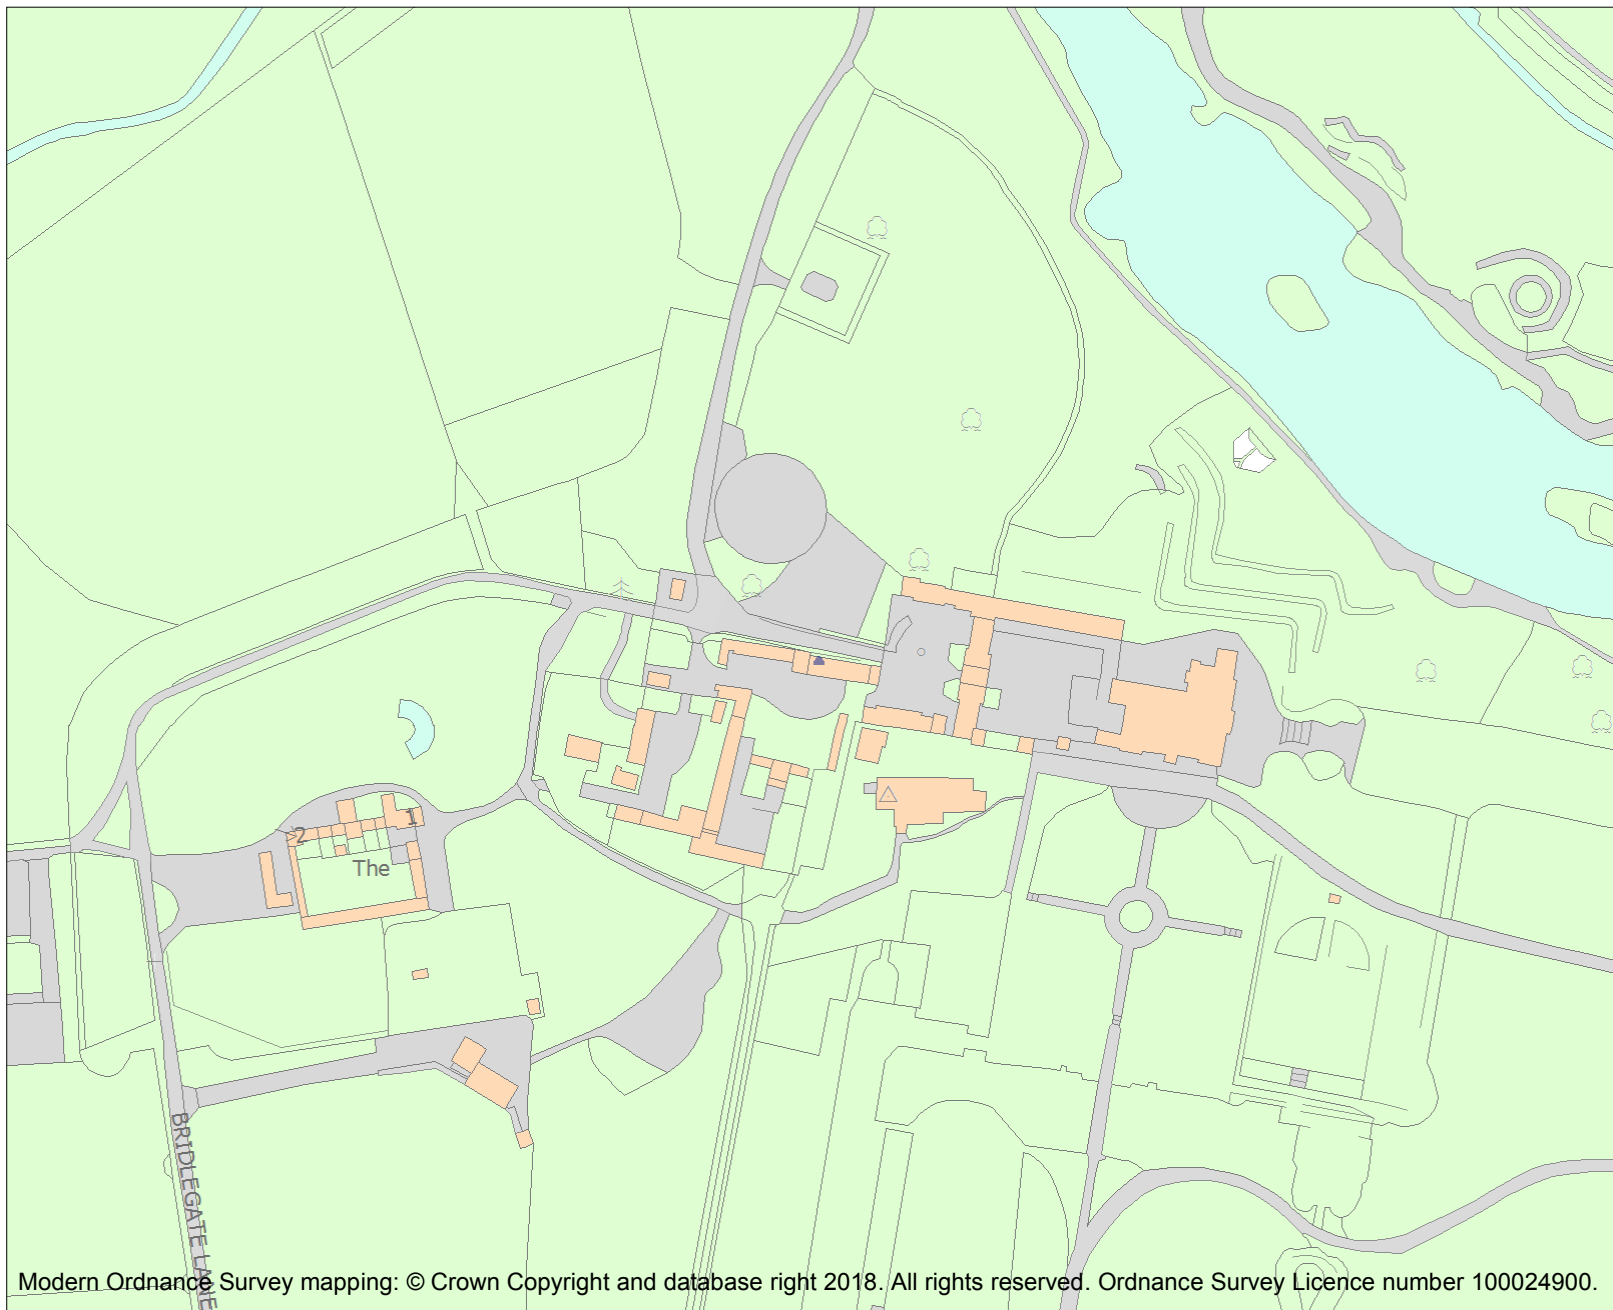 1
2
The
BRIDLEGATE LANE
Modern Ordnance Survey mapping: © Crown Copyright and database right 2018. All rights reserved. Ordnance Survey Licence number 100024900.